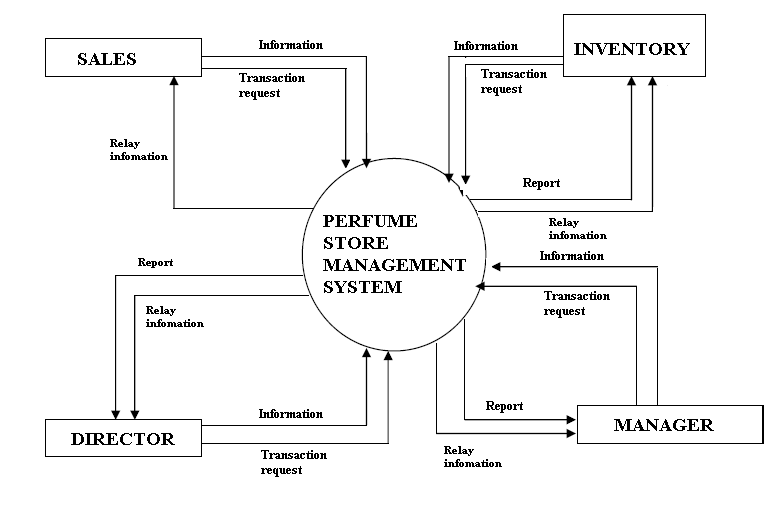 SALES
Information
Transaction
request
Relay
infomation
Information
INVENTORY
Transaction
request
Report
Relay
infomation
PERFUME
STORE
MANAGEMENT
SYSTEM
Information
Transaction
request
Report
Relay
infomation
DIRECTOR
Information
Transaction
request
Report
MANAGER
Relay
infomation